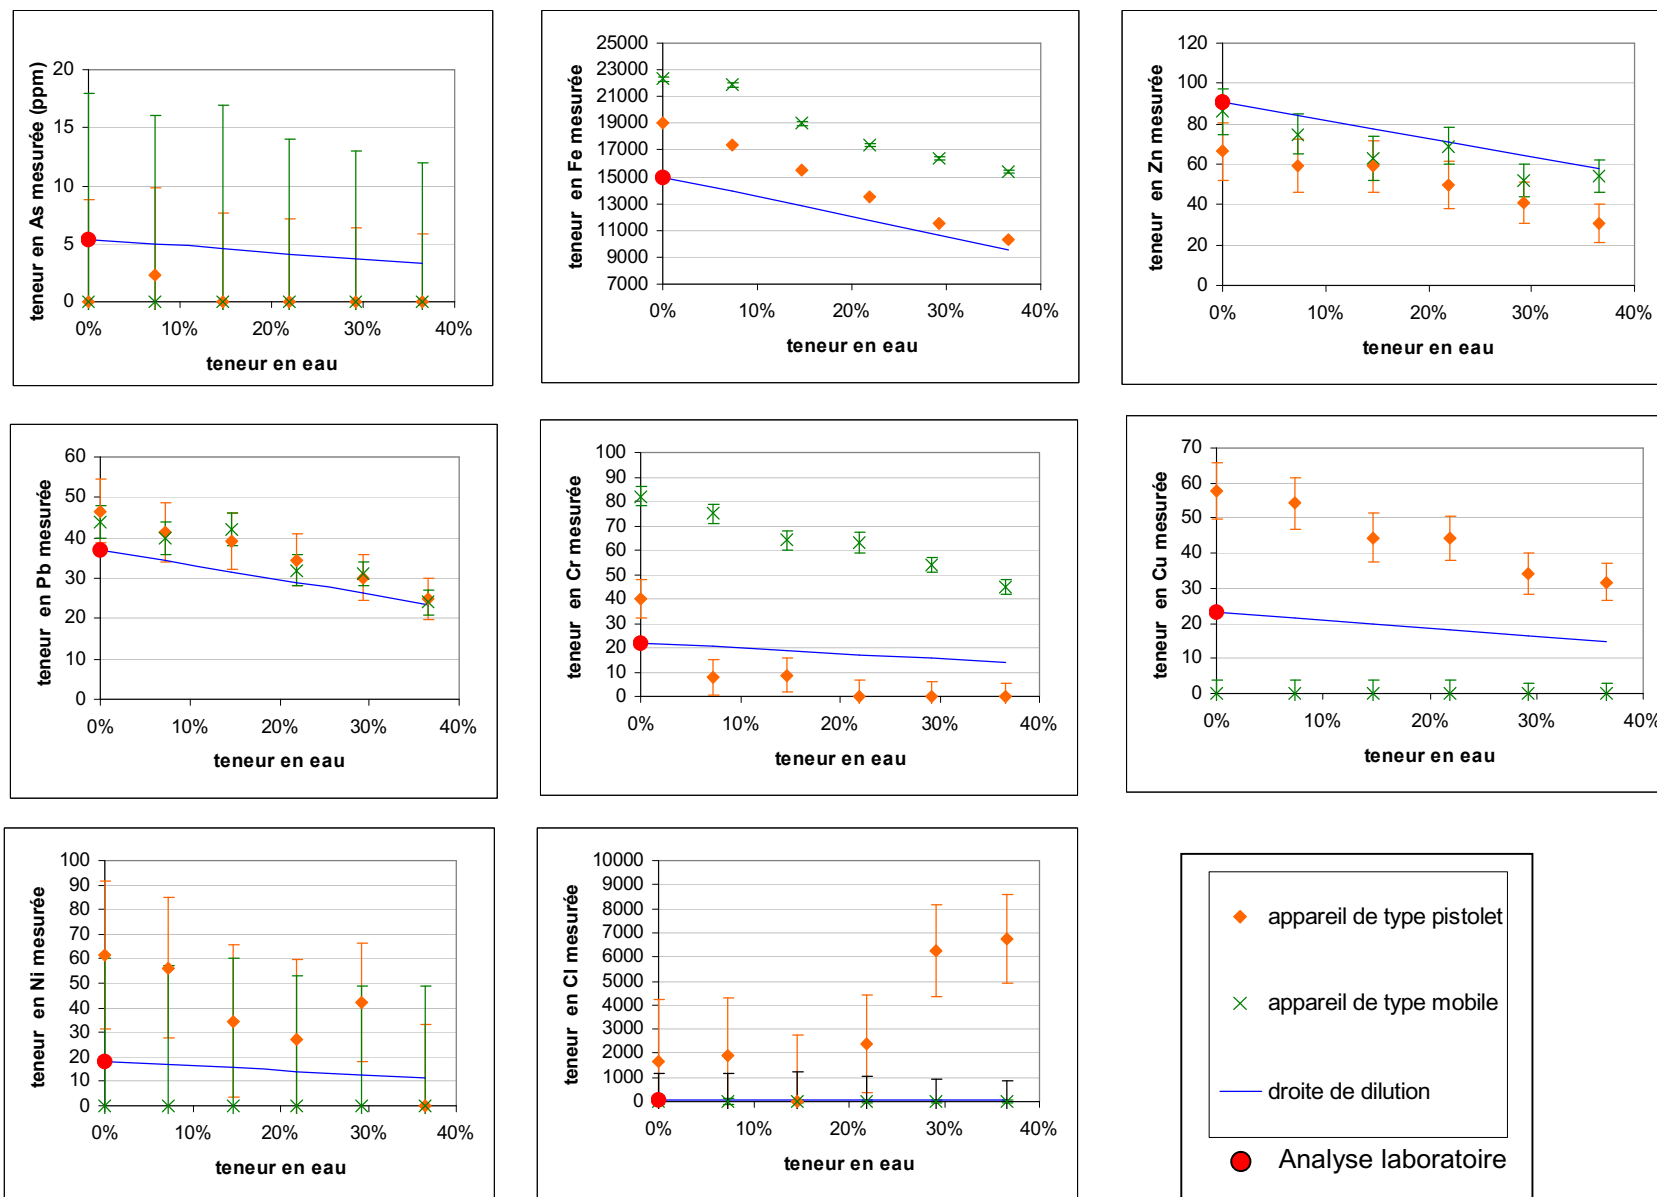 teneur en As mesurée (ppm)
20
15
10
5
0
0% 10% 20% 30% 40%
teneur en eau
teneur en Fe mesurée
25000
23000
21000
19000
17000
15000
13000
11000
9000
7000
0% 10% 20% 30% 40%
teneur en eau
teneur en Zn mesurée
120
100
80
60
40
20
0
0% 10% 20% 30% 40%
teneur en eau
teneur en Pb mesurée
60
50
40
30
20
10
0
0% 10% 20% 30% 40%
teneur en eau
teneur en Cr mesurée
100
90
80
70
60
50
40
30
20
10
0
0% 10% 20% 30% 40%
teneur en eau
teneur en Cu mesurée
70
60
50
40
30
20
10
0
0% 10% 20% 30% 40%
teneur en eau
teneur en Ni mesurée
100
90
80
70
60
50
40
30
20
10
0
0% 10% 20% 30% 40%
teneur en eau
teneur en Cl mesurée
10000
9000
8000
7000
6000
5000
4000
3000
2000
1000
0
0% 10% 20% 30% 40%
teneur en eau
appareil de type pistolet
appareil de type mobile
droite de dilution
Analyse laboratoire